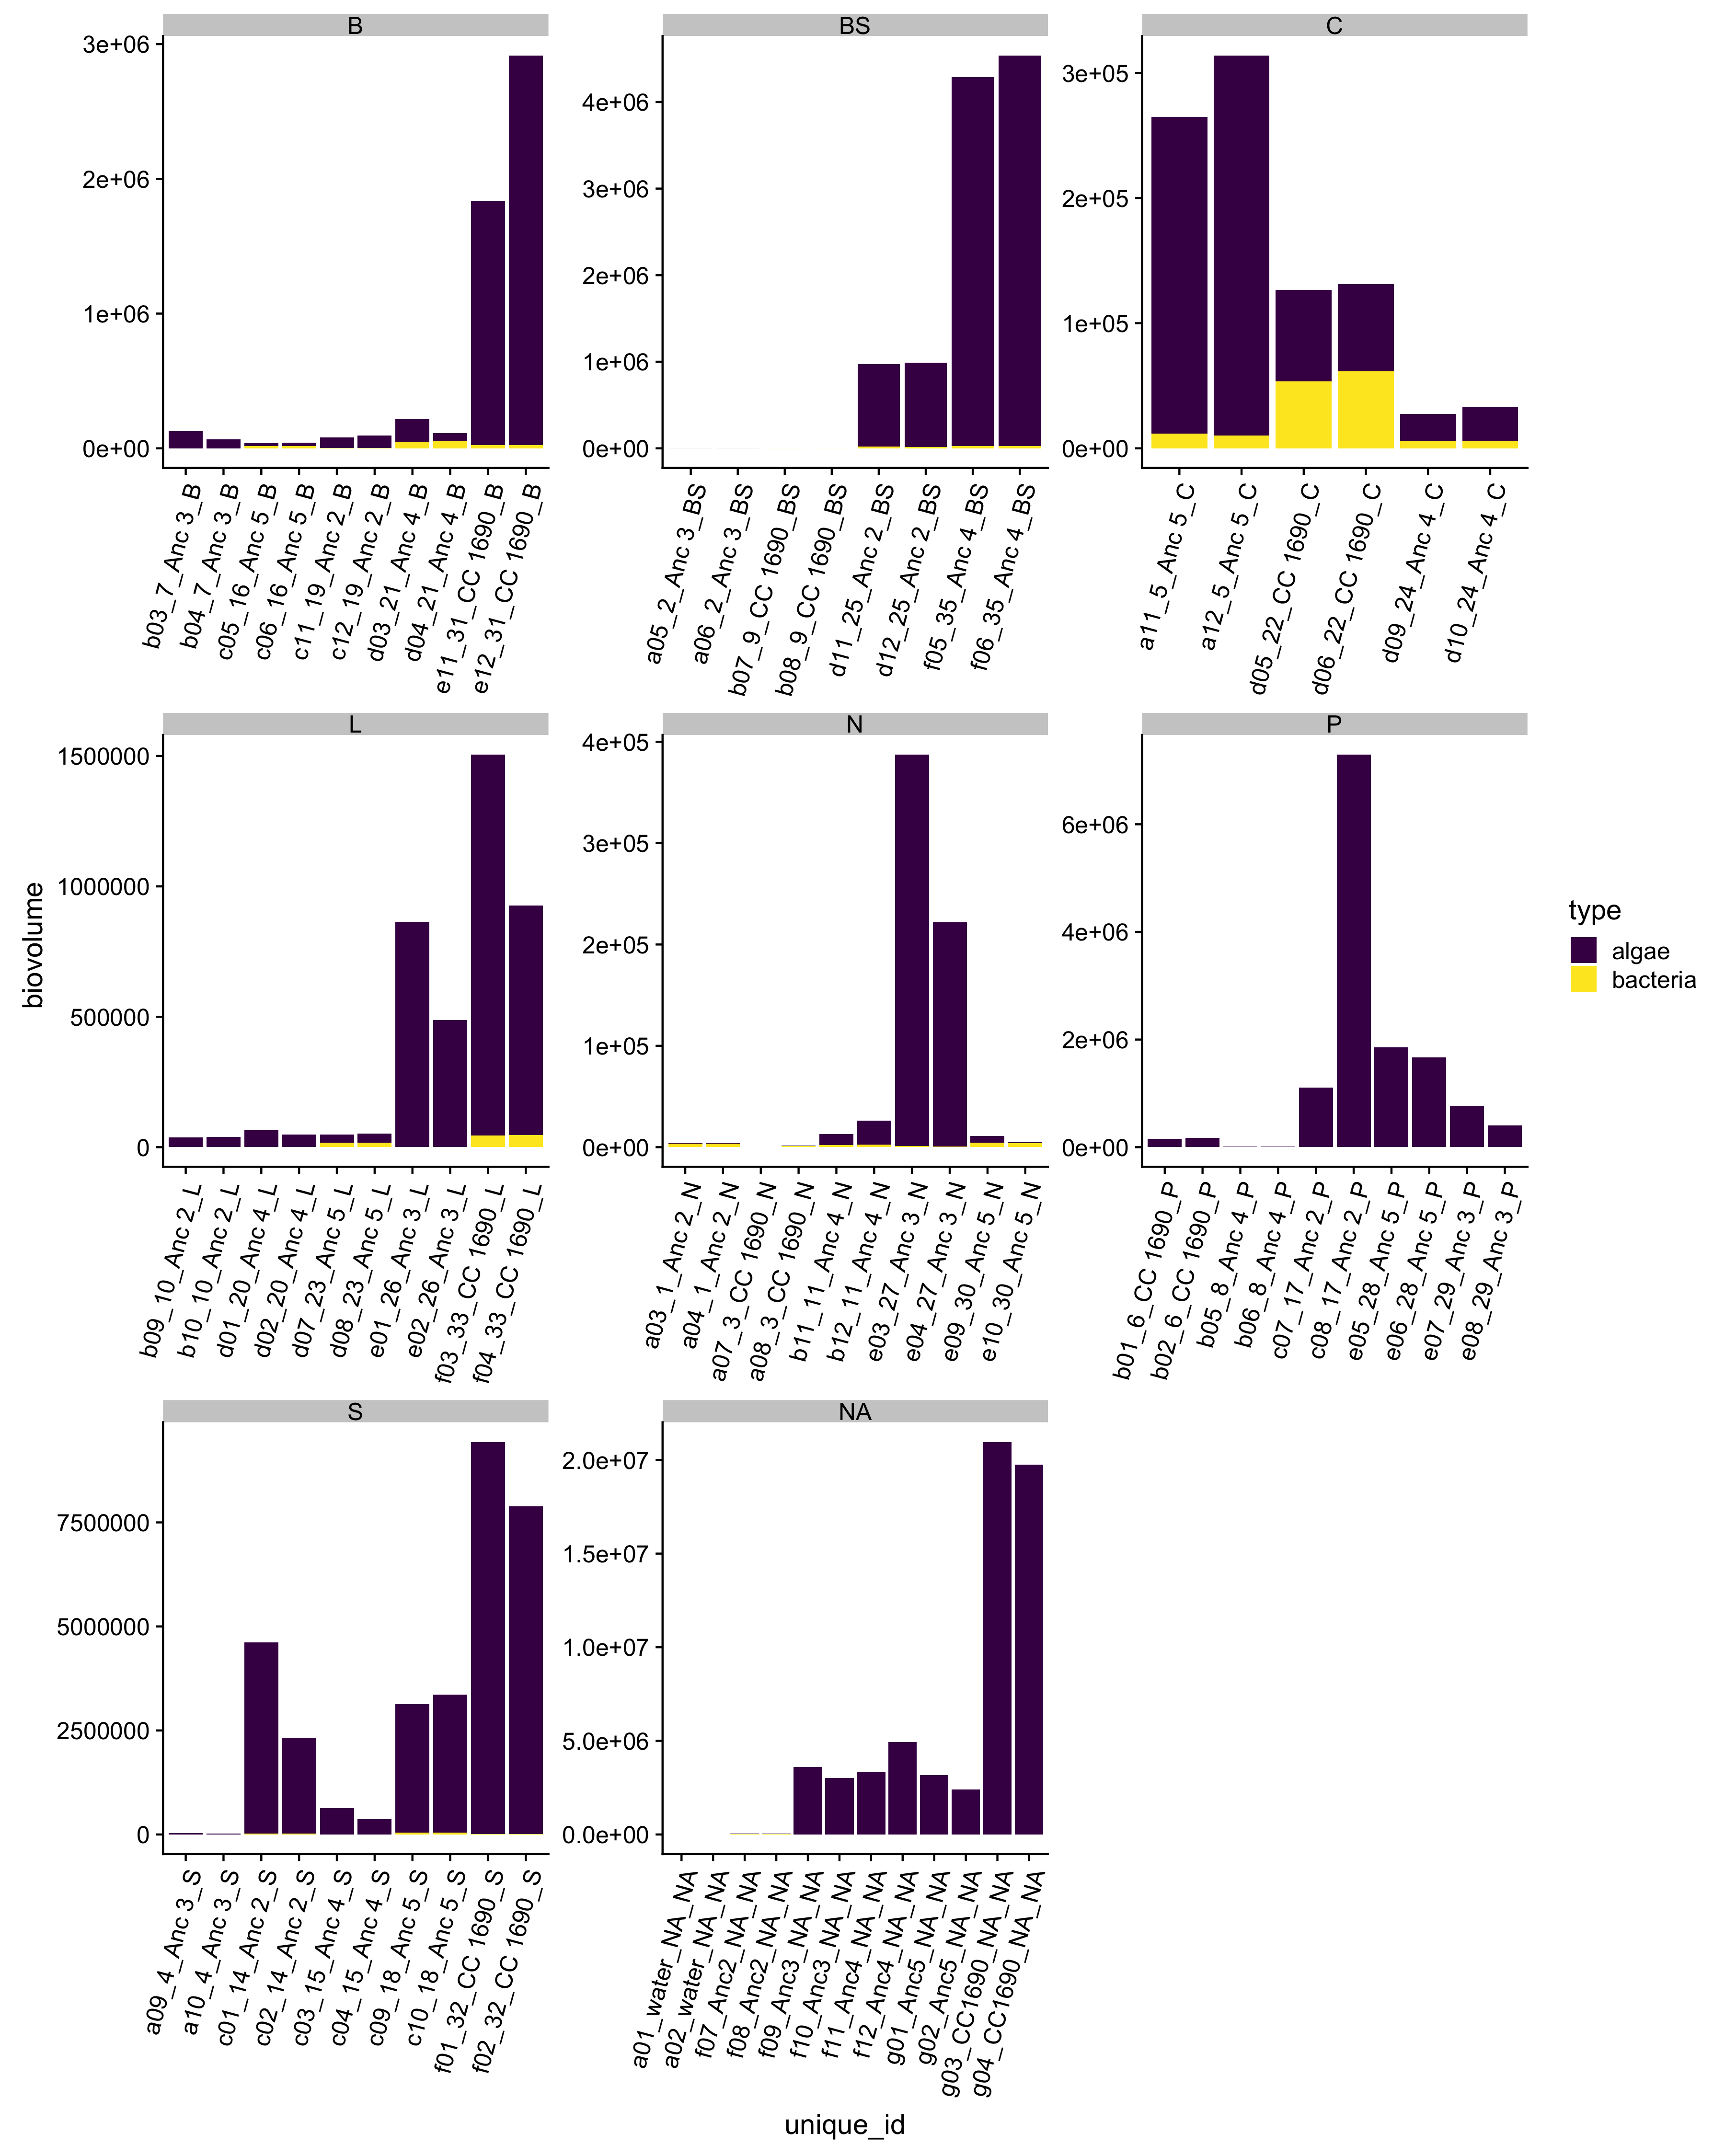 B
3e+06
2e+06
1e+06
0e+00
b03_7_Anc 3_B
b04_7_Anc 3_B
c05_16_Anc 5_B
c06_16_Anc 5_B
c11_19_Anc 2_B
c12_19_Anc 2_B
d03_21_Anc 4_B
d04_21_Anc 4_B
e11_31_CC 1690_B
e12_31_CC 1690_B
BS
4e+06
3e+06
2e+06
1e+06
0e+00
a05_2_Anc 3_BS
a06_2_Anc 3_BS
b07_9_CC 1690_BS
b08_9_CC 1690_BS
d11_25_Anc 2_BS
d12_25_Anc 2_BS
f05_35_Anc 4_BS
f06_35_Anc 4_BS
C
3e+05
2e+05
1e+05
0e+00
a11_5_Anc 5_C
a12_5_Anc 5_C
d05_22_CC 1690_C
d06_22_CC 1690_C
d09_24_Anc 4_C
d10_24_Anc 4_C
biovolume
L
1500000
1000000
500000
0
b09_10_Anc 2_L
b10_10_Anc 2_L
d01_20_Anc 4_L
d02_20_Anc 4_L
d07_23_Anc 5_L
d08_23_Anc 5_L
e01_26_Anc 3_L
e02_26_Anc 3_L
f03_33_CC 1690_L
f04_33_CC 1690_L
N
4e+05
3e+05
2e+05
1e+05
0e+00
a03_1_Anc 2_N
a04_1_Anc 2_N
a07_3_CC 1690_N
a08_3_CC 1690_N
b11_11_Anc 4_N
b12_11_Anc 4_N
e03_27_Anc 3_N
e04_27_Anc 3_N
e09_30_Anc 5_N
e10_30_Anc 5_N
P
6e+06
4e+06
2e+06
0e+00
b01_6_CC 1690_P
b02_6_CC 1690_P
b05_8_Anc 4_P
b06_8_Anc 4_P
c07_17_Anc 2_P
c08_17_Anc 2_P
e05_28_Anc 5_P
e06_28_Anc 5_P
e07_29_Anc 3_P
e08_29_Anc 3_P
type
algae
bacteria
S
7500000
5000000
2500000
0
a09_4_Anc 3_S
a10_4_Anc 3_S
c01_14_Anc 2_S
c02_14_Anc 2_S
c03_15_Anc 4_S
c04_15_Anc 4_S
c09_18_Anc 5_S
c10_18_Anc 5_S
f01_32_CC 1690_S
f02_32_CC 1690_S
NA
2.0e+07
1.5e+07
1.0e+07
5.0e+06
0.0e+00
a01_water_NA_NA
a02_water_NA_NA
f07_Anc2_NA_NA
f08_Anc2_NA_NA
f09_Anc3_NA_NA
f10_Anc3_NA_NA
f11_Anc4_NA_NA
f12_Anc4_NA_NA
g01_Anc5_NA_NA
g02_Anc5_NA_NA
g03_CC1690_NA_NA
g04_CC1690_NA_NA
unique_id